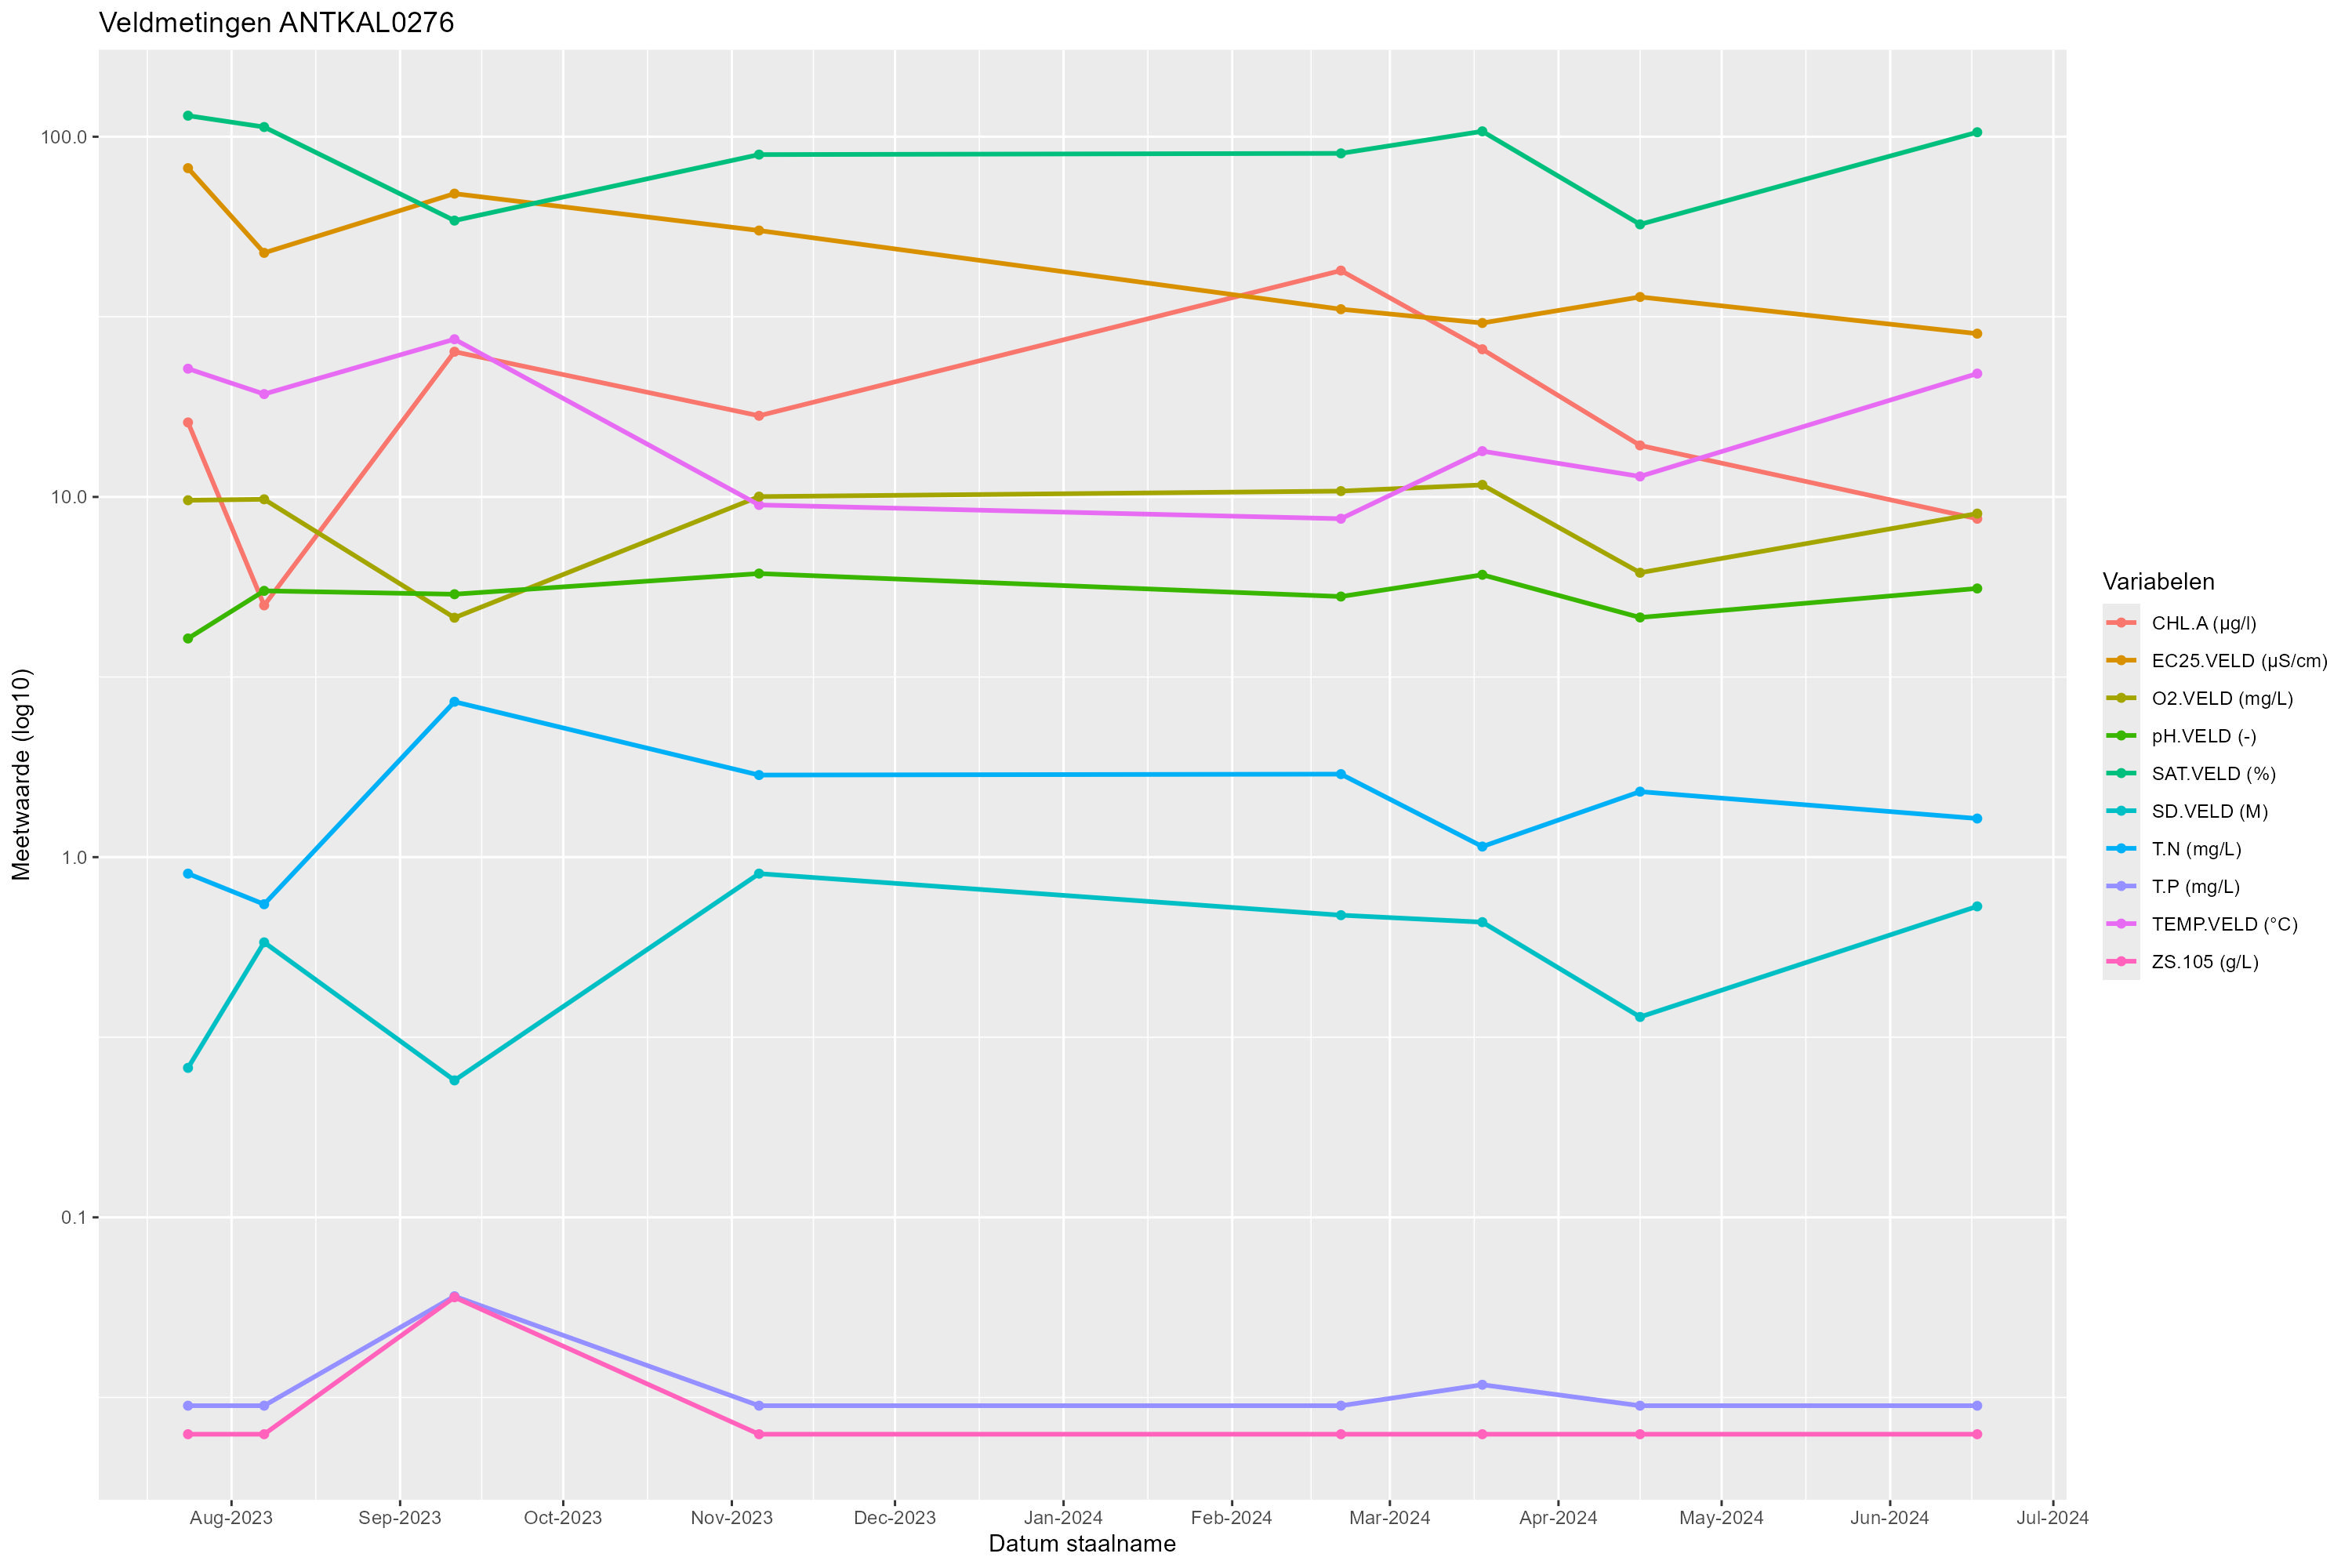 Veldmetingen ANTKAL0276
Meetwaarde (log10)
100.0
10.0
1.0
0.1
Aug-2023
Sep-2023
Oct-2023
Nov-2023
Dec-2023
Jan-2024
Feb-2024
Mar-2024
Apr-2024
May-2024
Jun-2024
Jul-2024
Datum staalname
Variabelen
CHL.A (µg/l)
EC25.VELD (µS/cm)
O2.VELD (mg/L)
pH.VELD (-)
SAT.VELD (%)
SD.VELD (M)
T.N (mg/L)
T.P (mg/L)
TEMP.VELD (°C)
ZS.105 (g/L)